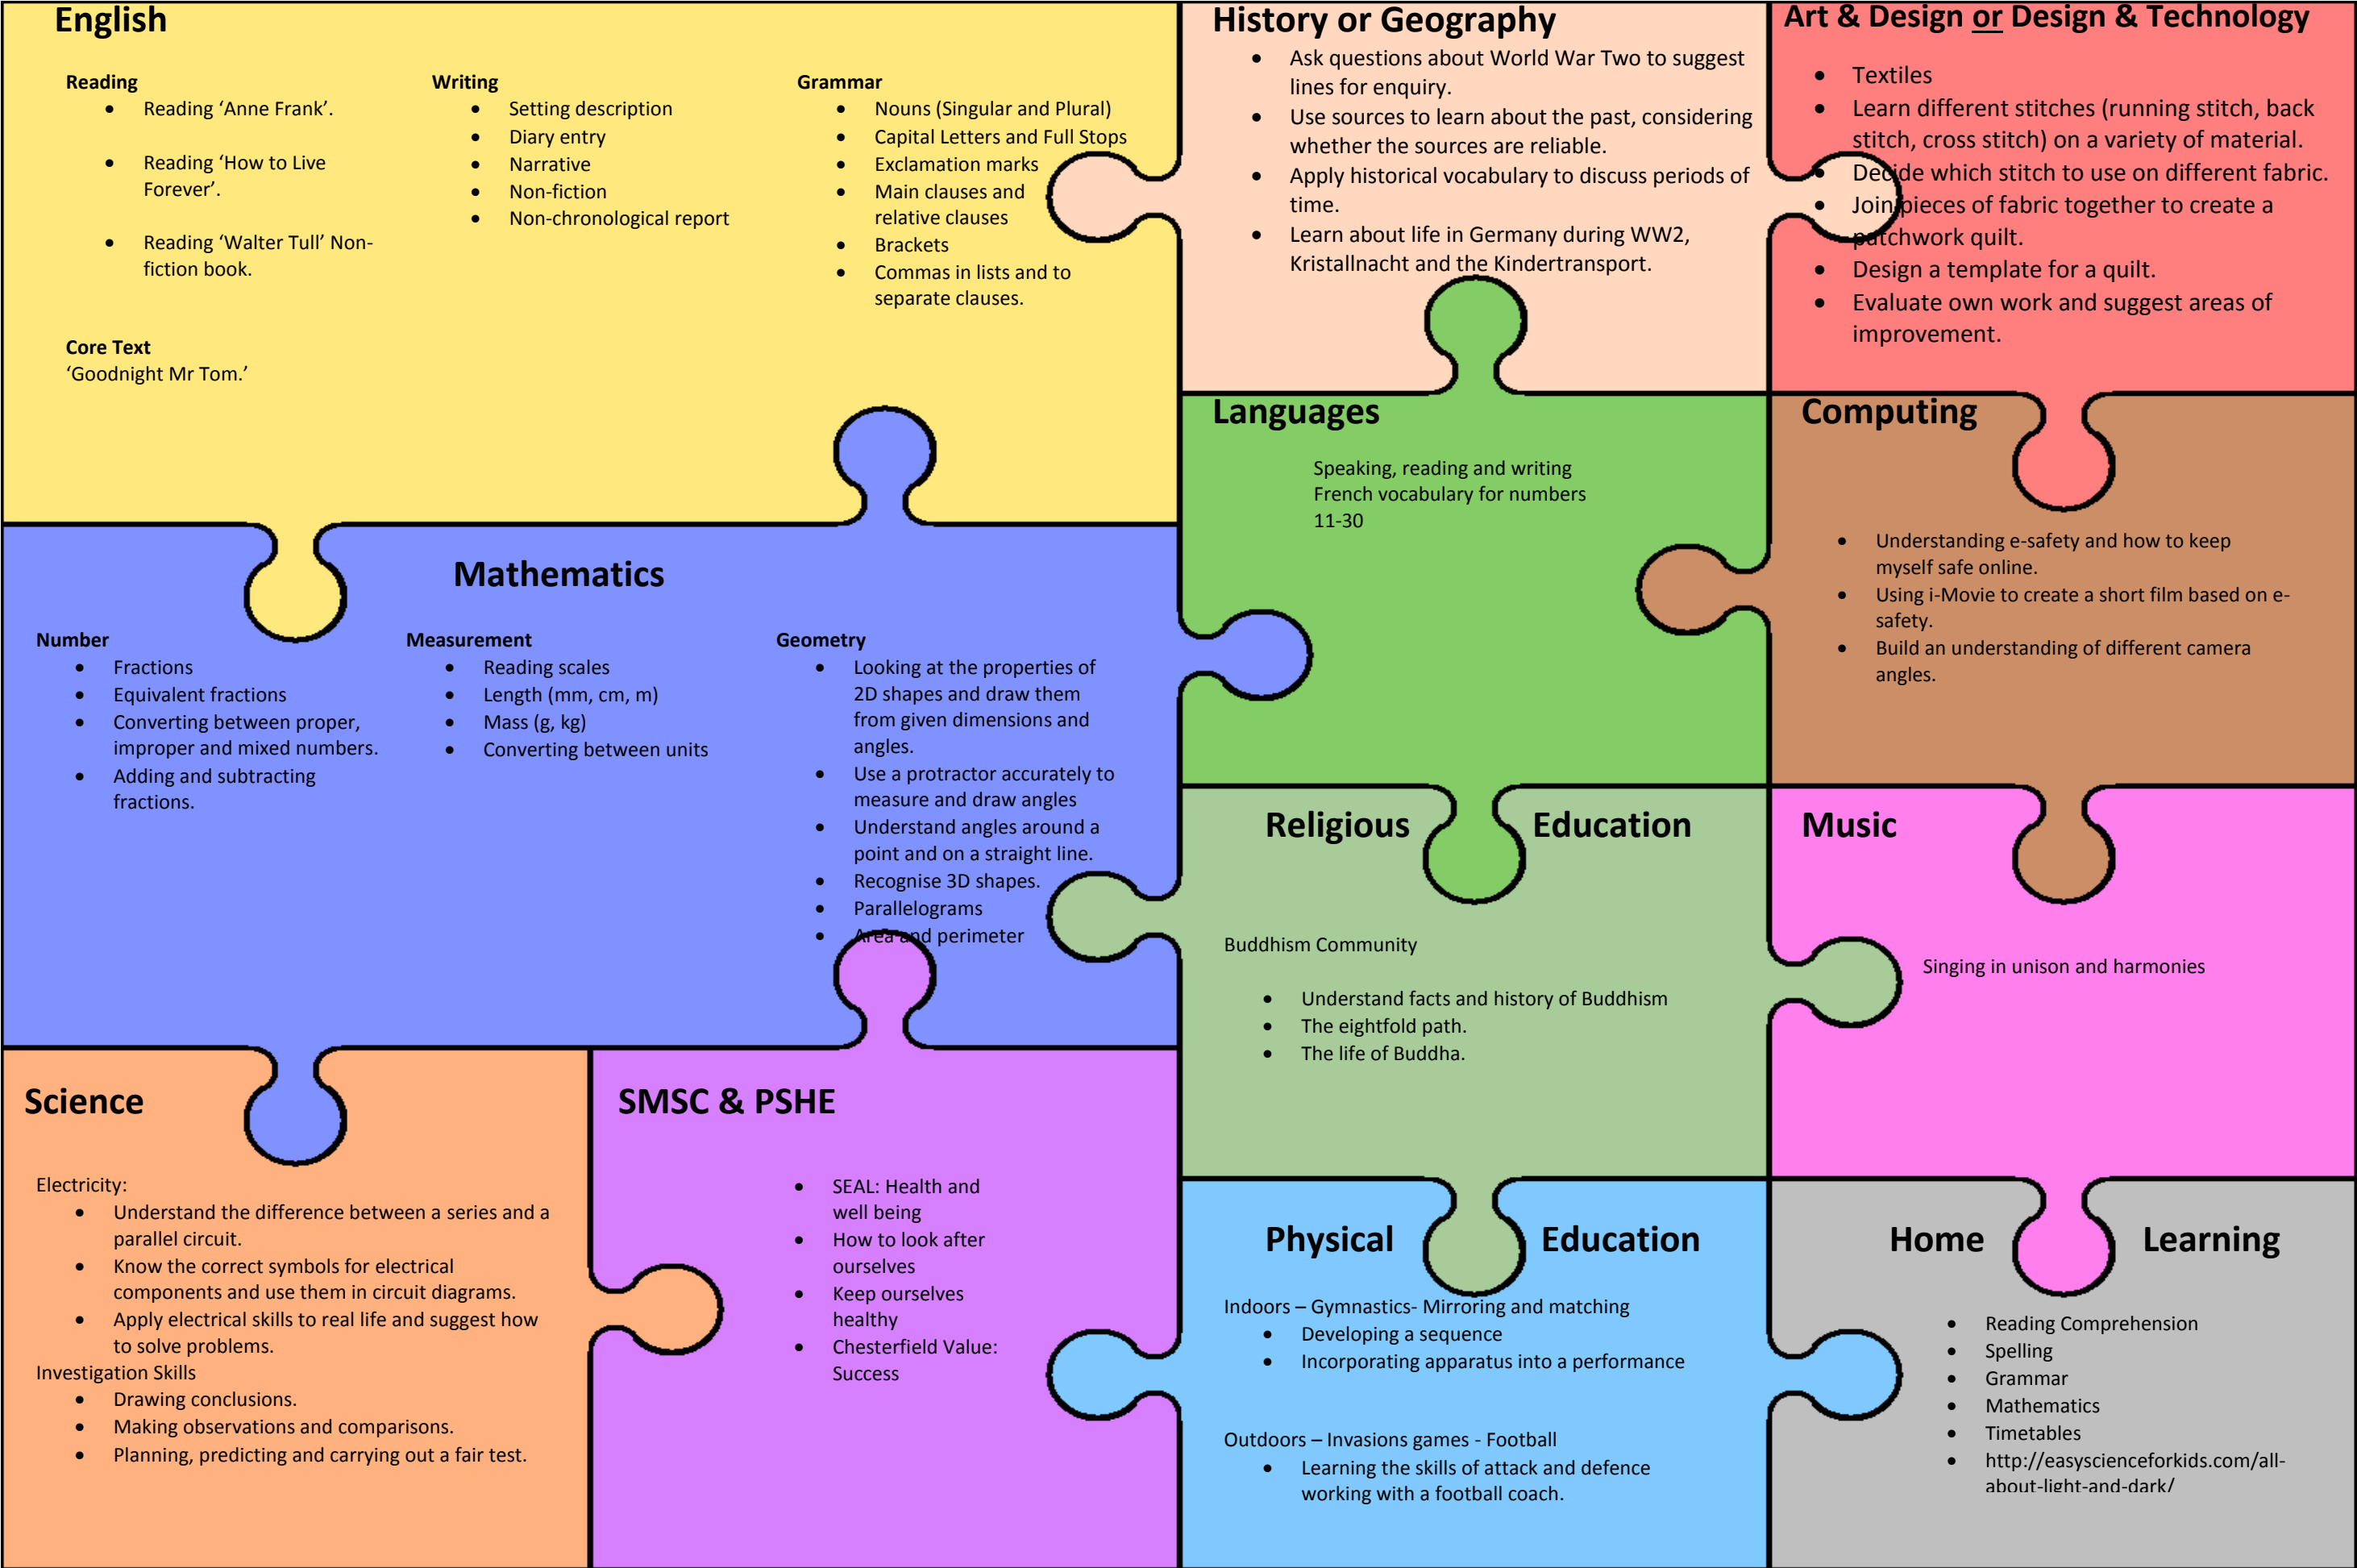 English
Reading
• Reading ‘Anne Frank’.
• Reading ‘How to Live
Forever’.
• Reading ‘Walter Tull’ Non-
fiction book.
Core Text
‘Goodnight Mr Tom.’
Writing
• Setting description
• Diary entry
• Narrative
• Non-fiction
• Non-chronological report
Grammar
• Nouns (Singular and Plural)
• Capital Letters and Full Stops
• Exclamation marks
• Main clauses and
relative clauses
• Brackets
• Commas in lists and to
separate clauses.
History or Geography
• Ask questions about World War Two to suggest
lines for enquiry.
• Use sources to learn about the past, considering
whether the sources are reliable.
• Apply historical vocabulary to discuss periods of
time.
• Learn about life in Germany during WW2,
Kristallnacht and the Kindertransport.
Art & Design or Design & Technology
• Textiles
• Learn different stitches (running stitch, back
stitch, cross stitch) on a variety of material.
• Decide which stitch to use on different fabric.
• Join pieces of fabric together to create a
patchwork quilt.
• Design a template for a quilt.
• Evaluate own work and suggest areas of
improvement.
Languages
Speaking, reading and writing
French vocabulary for numbers
11-30
Computing
• Understanding e-safety and how to keep
myself safe online.
• Using i-Movie to create a short film based on e-
safety.
• Build an understanding of different camera
angles.
Mathematics
Number
• Fractions
• Equivalent fractions
• Converting between proper,
improper and mixed numbers.
• Adding and subtracting
fractions.
Measurement
• Reading scales
• Length (mm, cm, m)
• Mass (g, kg)
• Converting between units
Geometry
• Looking at the properties of
2D shapes and draw them
from given dimensions and
angles.
• Use a protractor accurately to
measure and draw angles
• Understand angles around a
point and on a straight line.
• Recognise 3D shapes.
• Parallelograms
• Area and perimeter
Religious Education
Buddhism Community
• Understand facts and history of Buddhism
• The eightfold path.
• The life of Buddha.
Music
Singing in unison and harmonies
Science
Electricity:
• Understand the difference between a series and a
parallel circuit.
• Know the correct symbols for electrical
components and use them in circuit diagrams.
• Apply electrical skills to real life and suggest how
to solve problems.
Investigation Skills
• Drawing conclusions.
• Making observations and comparisons.
• Planning, predicting and carrying out a fair test.
SMSC & PSHE
• SEAL: Health and
well being
• How to look after
ourselves
• Keep ourselves
healthy
• Chesterfield Value:
Success
Physical Education
Indoors – Gymnastics- Mirroring and matching
• Developing a sequence
• Incorporating apparatus into a performance
Outdoors – Invasions games - Football
• Learning the skills of attack and defence
working with a football coach.
Home Learning
• Reading Comprehension
• Spelling
• Grammar
• Mathematics
• Timetables
• http://easyscienceforkids.com/all-
about-light-and-dark/